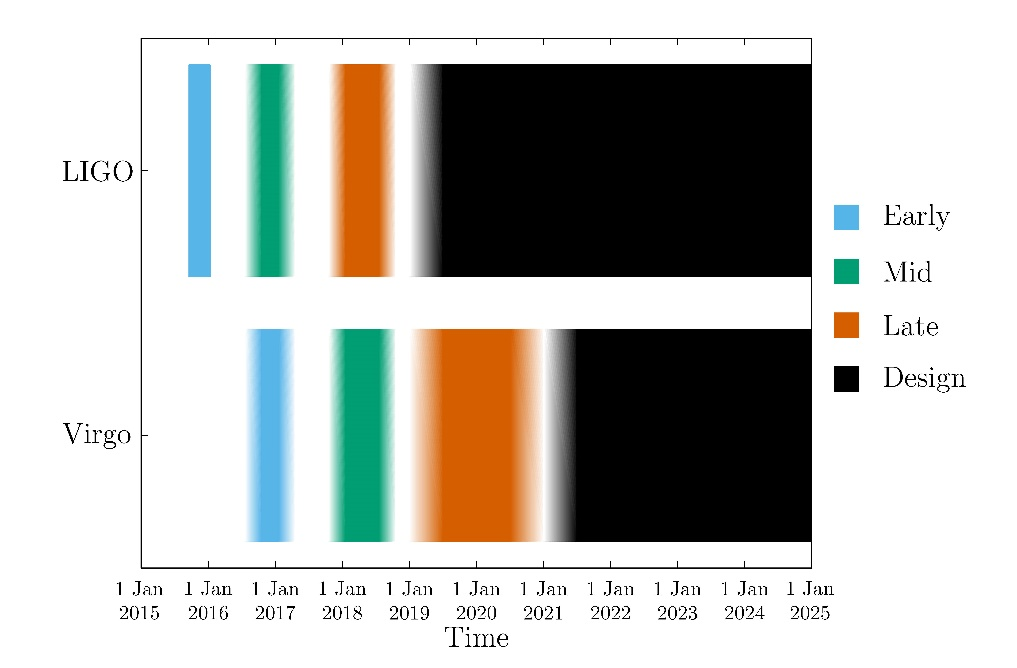 LIGO
Virgo
Early
Mid
Late
Design
1 Jan 1 Jan 1 Jan 1 Jan 1 Jan 1 Jan 1 Jan 1 Jan 1 Jan 1 Jan 1 Jan
2015 2016 2017 2018 2019 2020 2021 2022 2023 2024 2025
Time